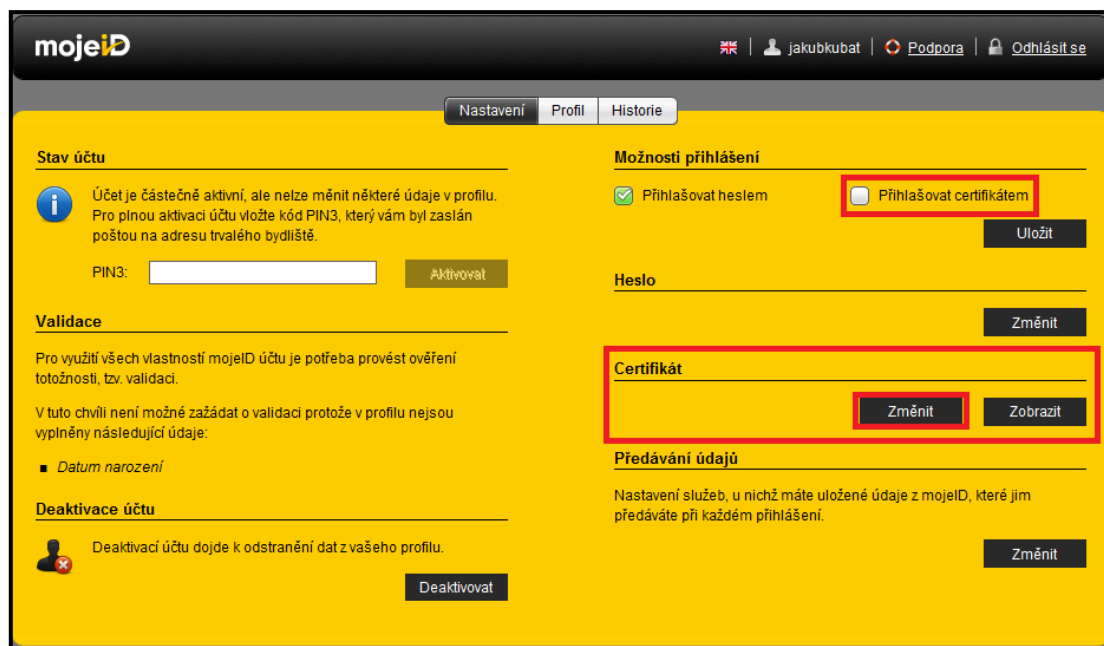 mojeiD
jakubkubat | Podpora | Odhlásit se
Nastavení Profil Historie
Stav účtu
Účet je částečně aktivní, ale nelze měnit některé údaje v profilu.
Pro plnou aktivaci účtu vložte kód PIN3, který vám byl zaslán
poštou na adresu trvalého bydliště.
PIN3: Aktivovat
Validace
Pro využití všech vlastností mojeID účtu je potřeba provést ověření
totožnosti, tzv. validaci.
V tuto chvíli není možné zažádat o validaci protože v profilu nejsou
vyplněny následující údaje:
Datum narození
Deaktivace účtu
Deaktivací účtu dojde k odstranění dat z vašeho profilu.
Deaktivovat
Možnosti přihlášení
Přihlašovat heslem Přihlašovat certifikátem
Uložit
Heslo
Změnit
Certifikát
Změnit Zobrazit
Předávání údajů
Nastavení služeb, u nichž máte uložené údaje z mojeID, které jim
předáváte při každém přihlášení.
Změnit